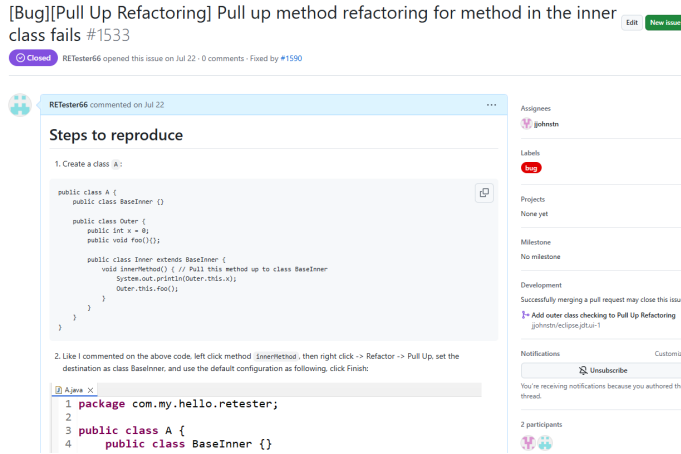 [Bug][Pull Up Refactoring] Pull up method refactoring for method in the inner
class fails #1533
Edit
New issue
Closed
RETester66 opened this issue on Jul 22 · 0 comments · Fixed by #1590
RETester66 commented on Jul 22
...
Steps to reproduce
1. Create a class A:
public class A {
public class BaseInner {}
public class Outer {
public int x = 0;
public void foo(){};
public class Inner extends BaseInner {
void innerMethod() { // Pull this method up to class BaseInner
System.out.println(Outer.this.x);
Outer.this.foo();
}
}
}
}
2. Like I commented on the above code, left click method innerMethod, then right click -> Refactor -> Pull Up, set the
destination as class BaseInner, and use the default configuration as following, click Finish:
A.java
1 package com.my.hello.retester;
2
3 public class A {
4 public class BaseInner {}
Assignees
jjohnstn
Labels
bug
Projects
None yet
Milestone
No milestone
Development
Successfully merging a pull request may close this issu
Add outer class checking to Pull Up Refactoring
jjohnstn/eclipse.jdt.ui-1
Notifications
Customiz
Unsubscribe
You're receiving notifications because you authored th
thread.
2 participants